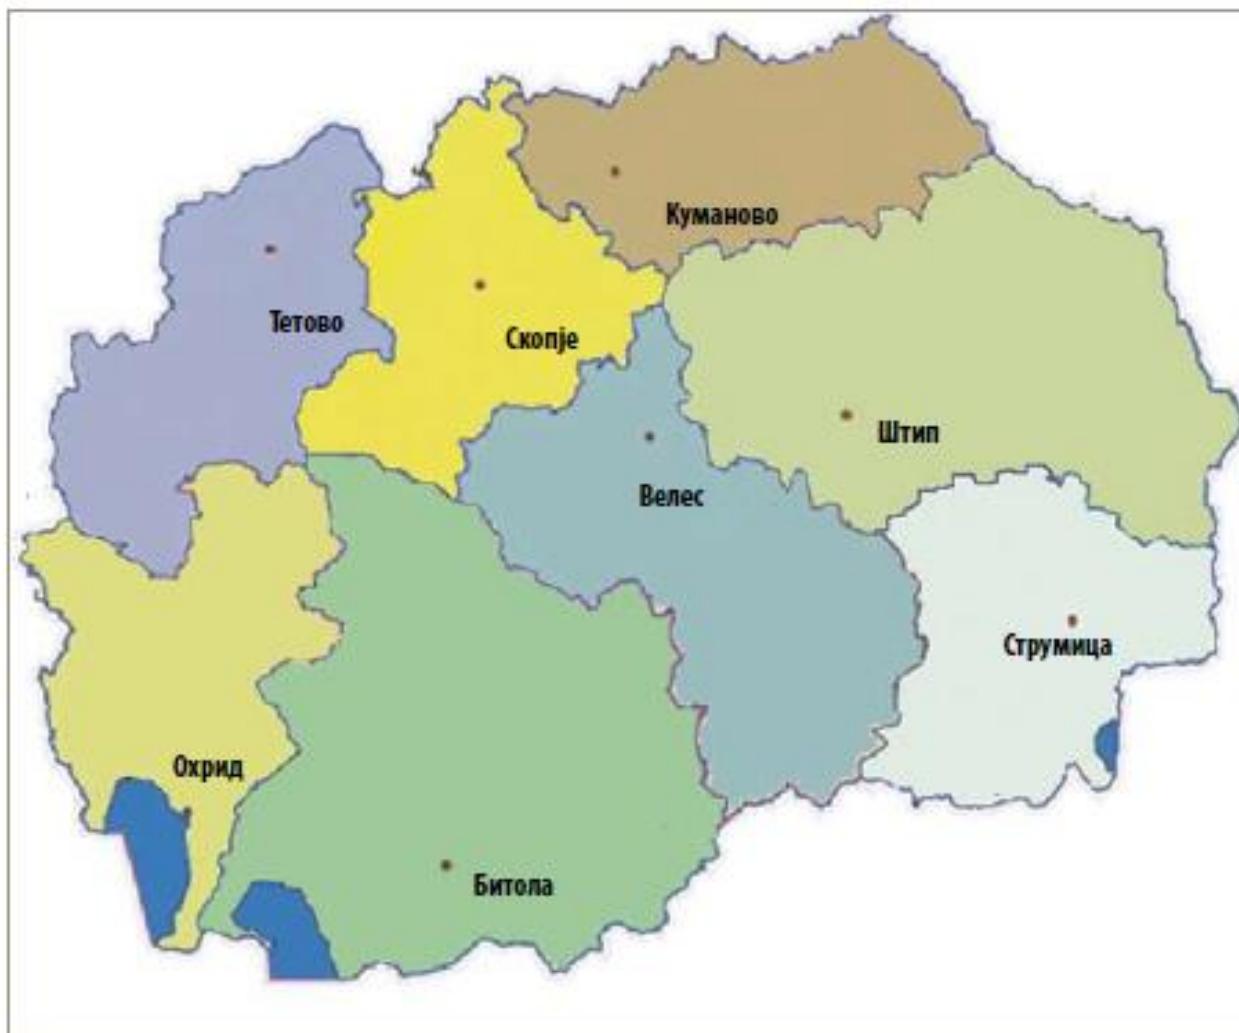 Куманово
Тетово
Скопје
Штип
Велес
Струмица
Охрид
Битола